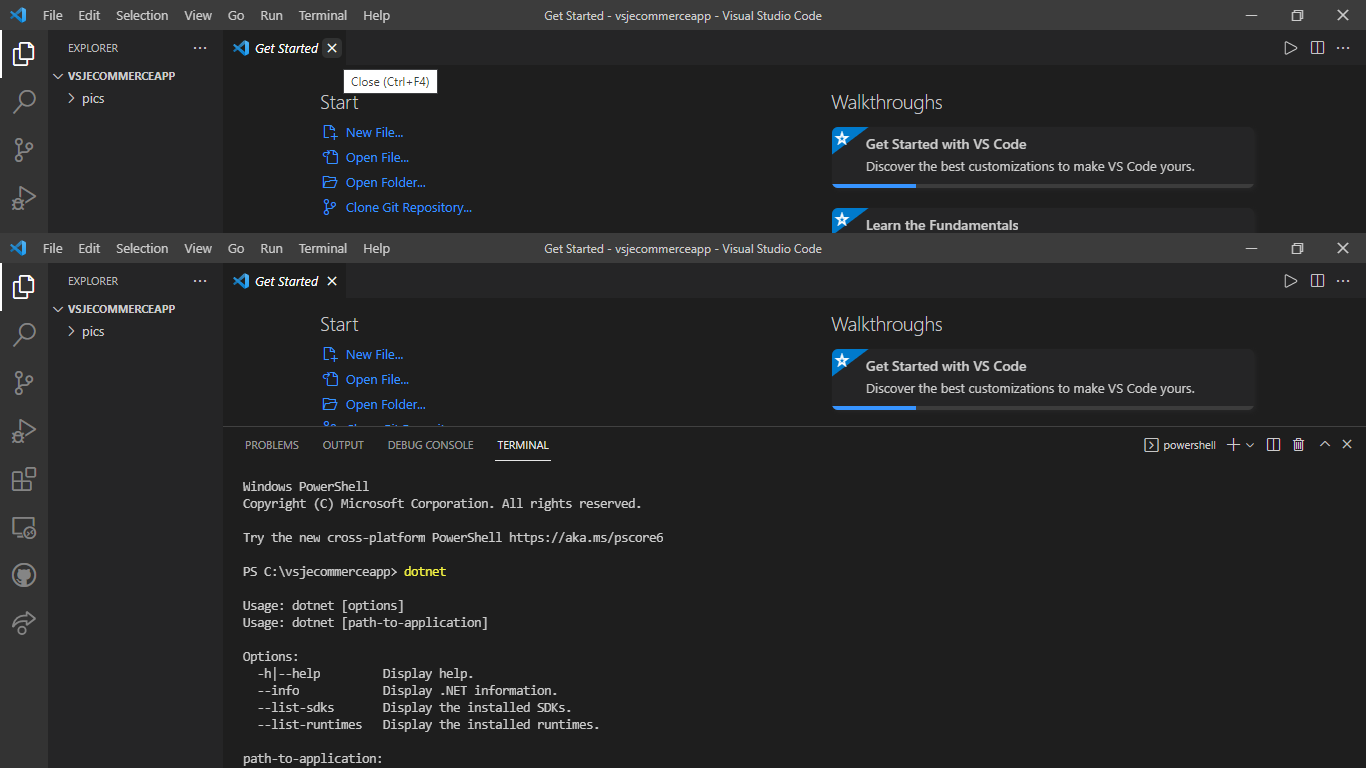 File Edit Selection View Go Run Terminal Help Get Started - vsjecommerceapp - Visual Studio Code
EXPLORER
Get Started
VSJECOMMERCEAPP
Close (Ctrl+F4)
pics
Start
Walkthroughs
New File...
Get Started with VS Code
Open File...
Discover the best customizations to make VS Code yours.
Open Folder...
Clone Git Repository...
Learn the Fundamentals
File Edit Selection View Go Run Terminal Help Get Started - vsjecommerceapp - Visual Studio Code
EXPLORER
Get Started
VSJECOMMERCEAPP
pics
Start
Walkthroughs
New File...
Get Started with VS Code
Open File...
Discover the best customizations to make VS Code yours.
Open Folder...
PROBLEMS OUTPUT DEBUG CONSOLE TERMINAL powershell
Windows PowerShell
Copyright (C) Microsoft Corporation. All rights reserved.
Try the new cross-platform PowerShell https://aka.ms/pscore6
PS C:\vsjecommerceapp> dotnet
Usage: dotnet [options]
Usage: dotnet [path-to-application]
Options:
-h|--help Display help.
--info Display .NET information.
--list-sdks Display the installed SDKs.
--list-runtimes Display the installed runtimes.
path-to-application: